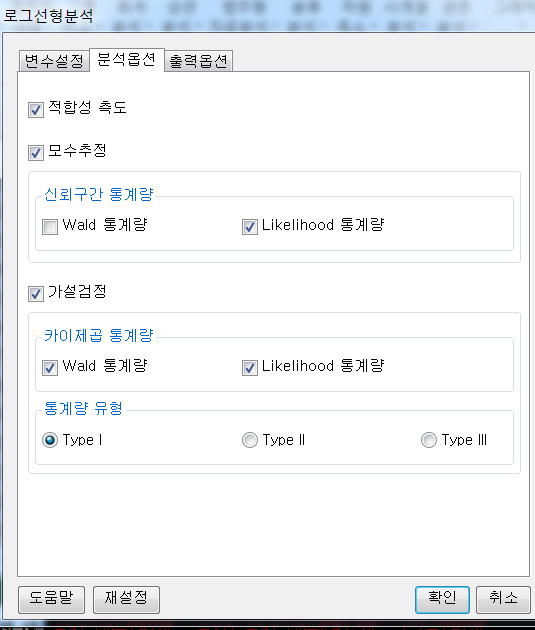 로그선형분석
변수설정 분석옵션 출력옵션
적합성 측도
모수추정
신뢰구간 통계량
Wald 통계량 Likelihood 통계량
가설검정
카이제곱 통계량
Wald 통계량 Likelihood 통계량
통계량 유형
Type I Type II Type III
도움말 재설정 확인 취소